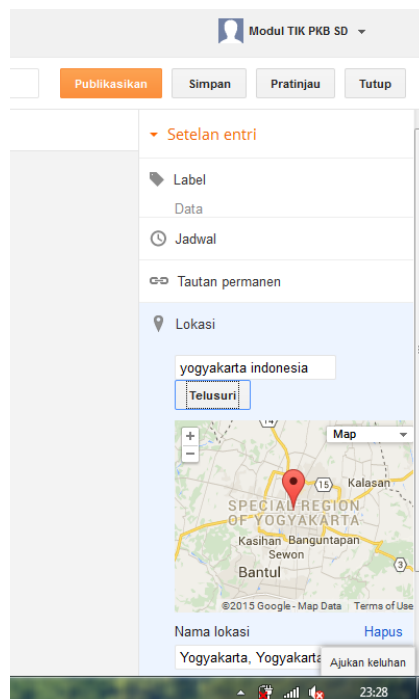 Modul TIK PKB SD
Publikasikan Simpan Pratinjau Tutup
Setelan entri
Label
Data
Jadwal
Tautan permanen
Lokasi
yogyakarta indonesia
Telusuri
Map
15 Kalasan
SPECIAL REGION
OF YOGYAKARTA
Kasihan Banguntapan
Sewon
3
Bantul
©2015 Google - Map Data Terms of Use
Nama lokasi Hapus
Yogyakarta, Yogyakarta
Ajukan keluhan
23:28